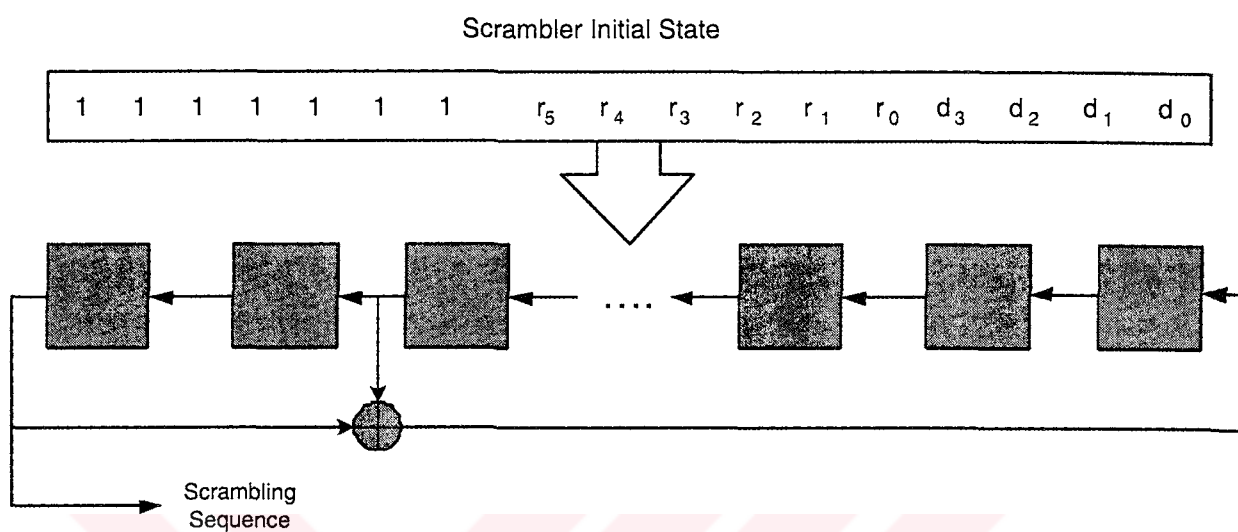 Scrambler Initial State
1 1 1 1 1 1 1 r5 r4 r3 r2 r1 r0 d3 d2 d1 d0
....
Scrambling
Sequence